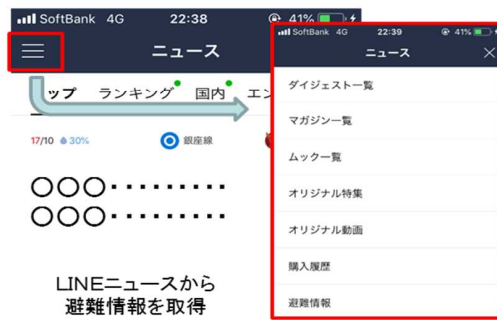 SoftBank 4G 22:38 41%
ニュース
ップ ランキング 国内 エン
17/10 30% 銀座線
○○○・・・・・・・・・
○○○・・・・・・・・・
LINEニュースから
避難情報を取得
SoftBank 4G 22:39 41%
ニュース ×
ダイジェスト一覧
マガジン一覧
ムック一覧
オリジナル特集
オリジナル動画
購入履歴
避難情報